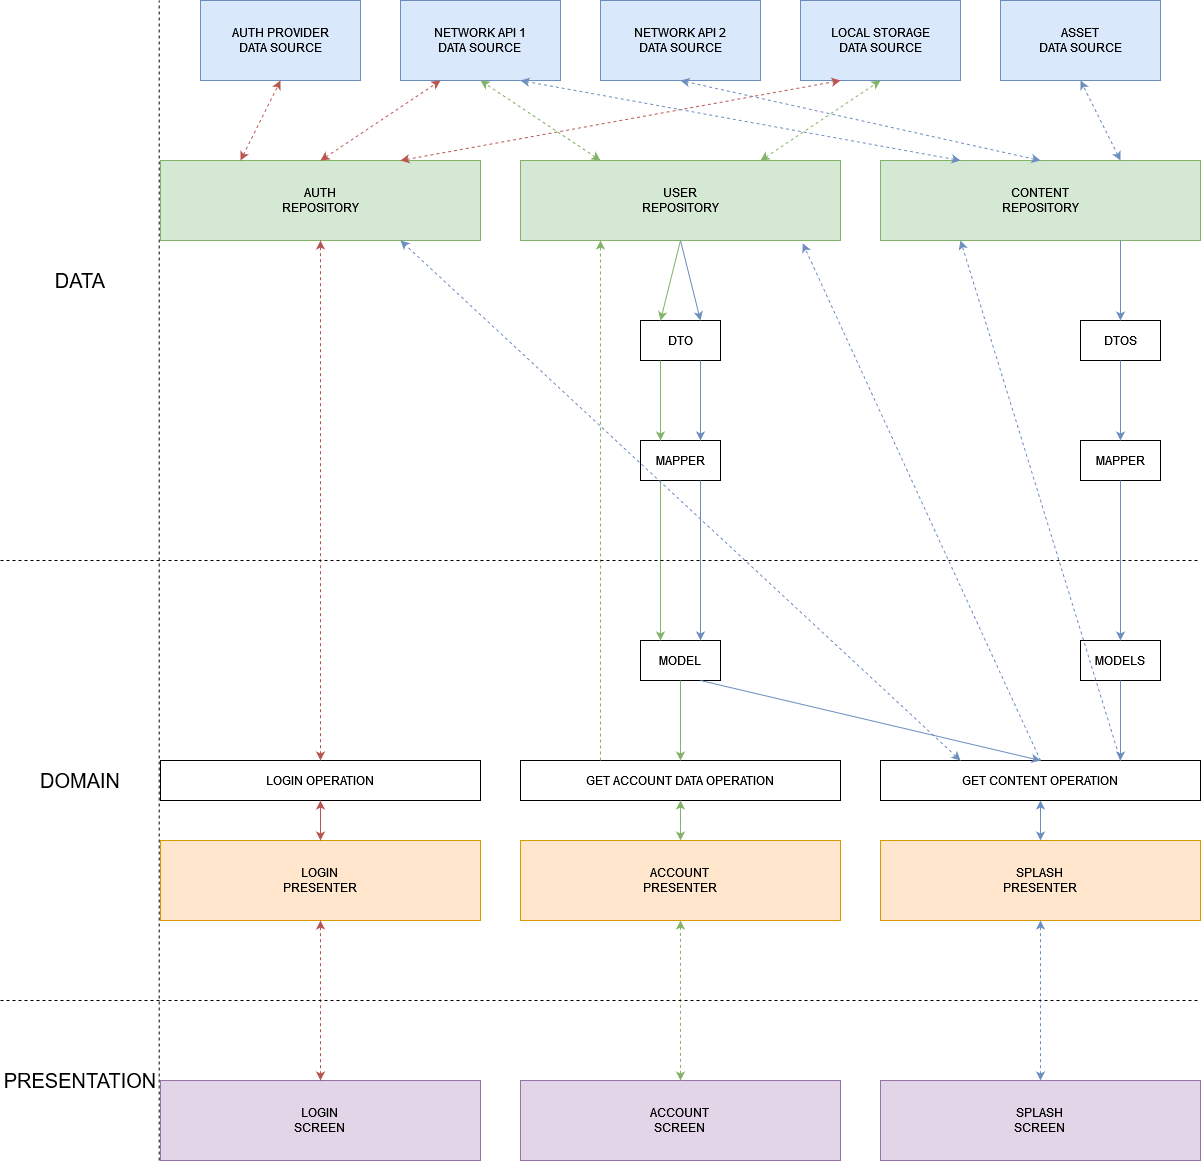 AUTH PROVIDER
DATA SOURCE
NETWORK API 1
DATA SOURCE
NETWORK API 2
DATA SOURCE
LOCAL STORAGE
DATA SOURCE
ASSET
DATA SOURCE
AUTH
REPOSITORY
USER
REPOSITORY
CONTENT
REPOSITORY
DATA
DTO
DTOS
MAPPER
MAPPER
MODEL
MODELS
DOMAIN
LOGIN OPERATION
GET ACCOUNT DATA OPERATION
GET CONTENT OPERATION
LOGIN
PRESENTER
ACCOUNT
PRESENTER
SPLASH
PRESENTER
PRESENTATION
LOGIN
SCREEN
ACCOUNT
SCREEN
SPLASH
SCREEN